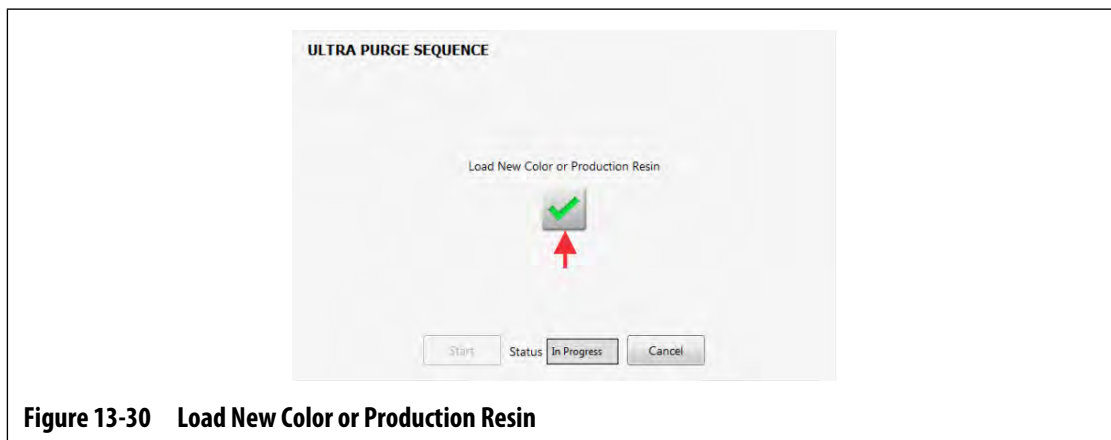 ULTRA PURGE SEQUENCE
Load New Color or Production Resin
Start Status In Progress Cancel
Figure 13-30 Load New Color or Production Resin